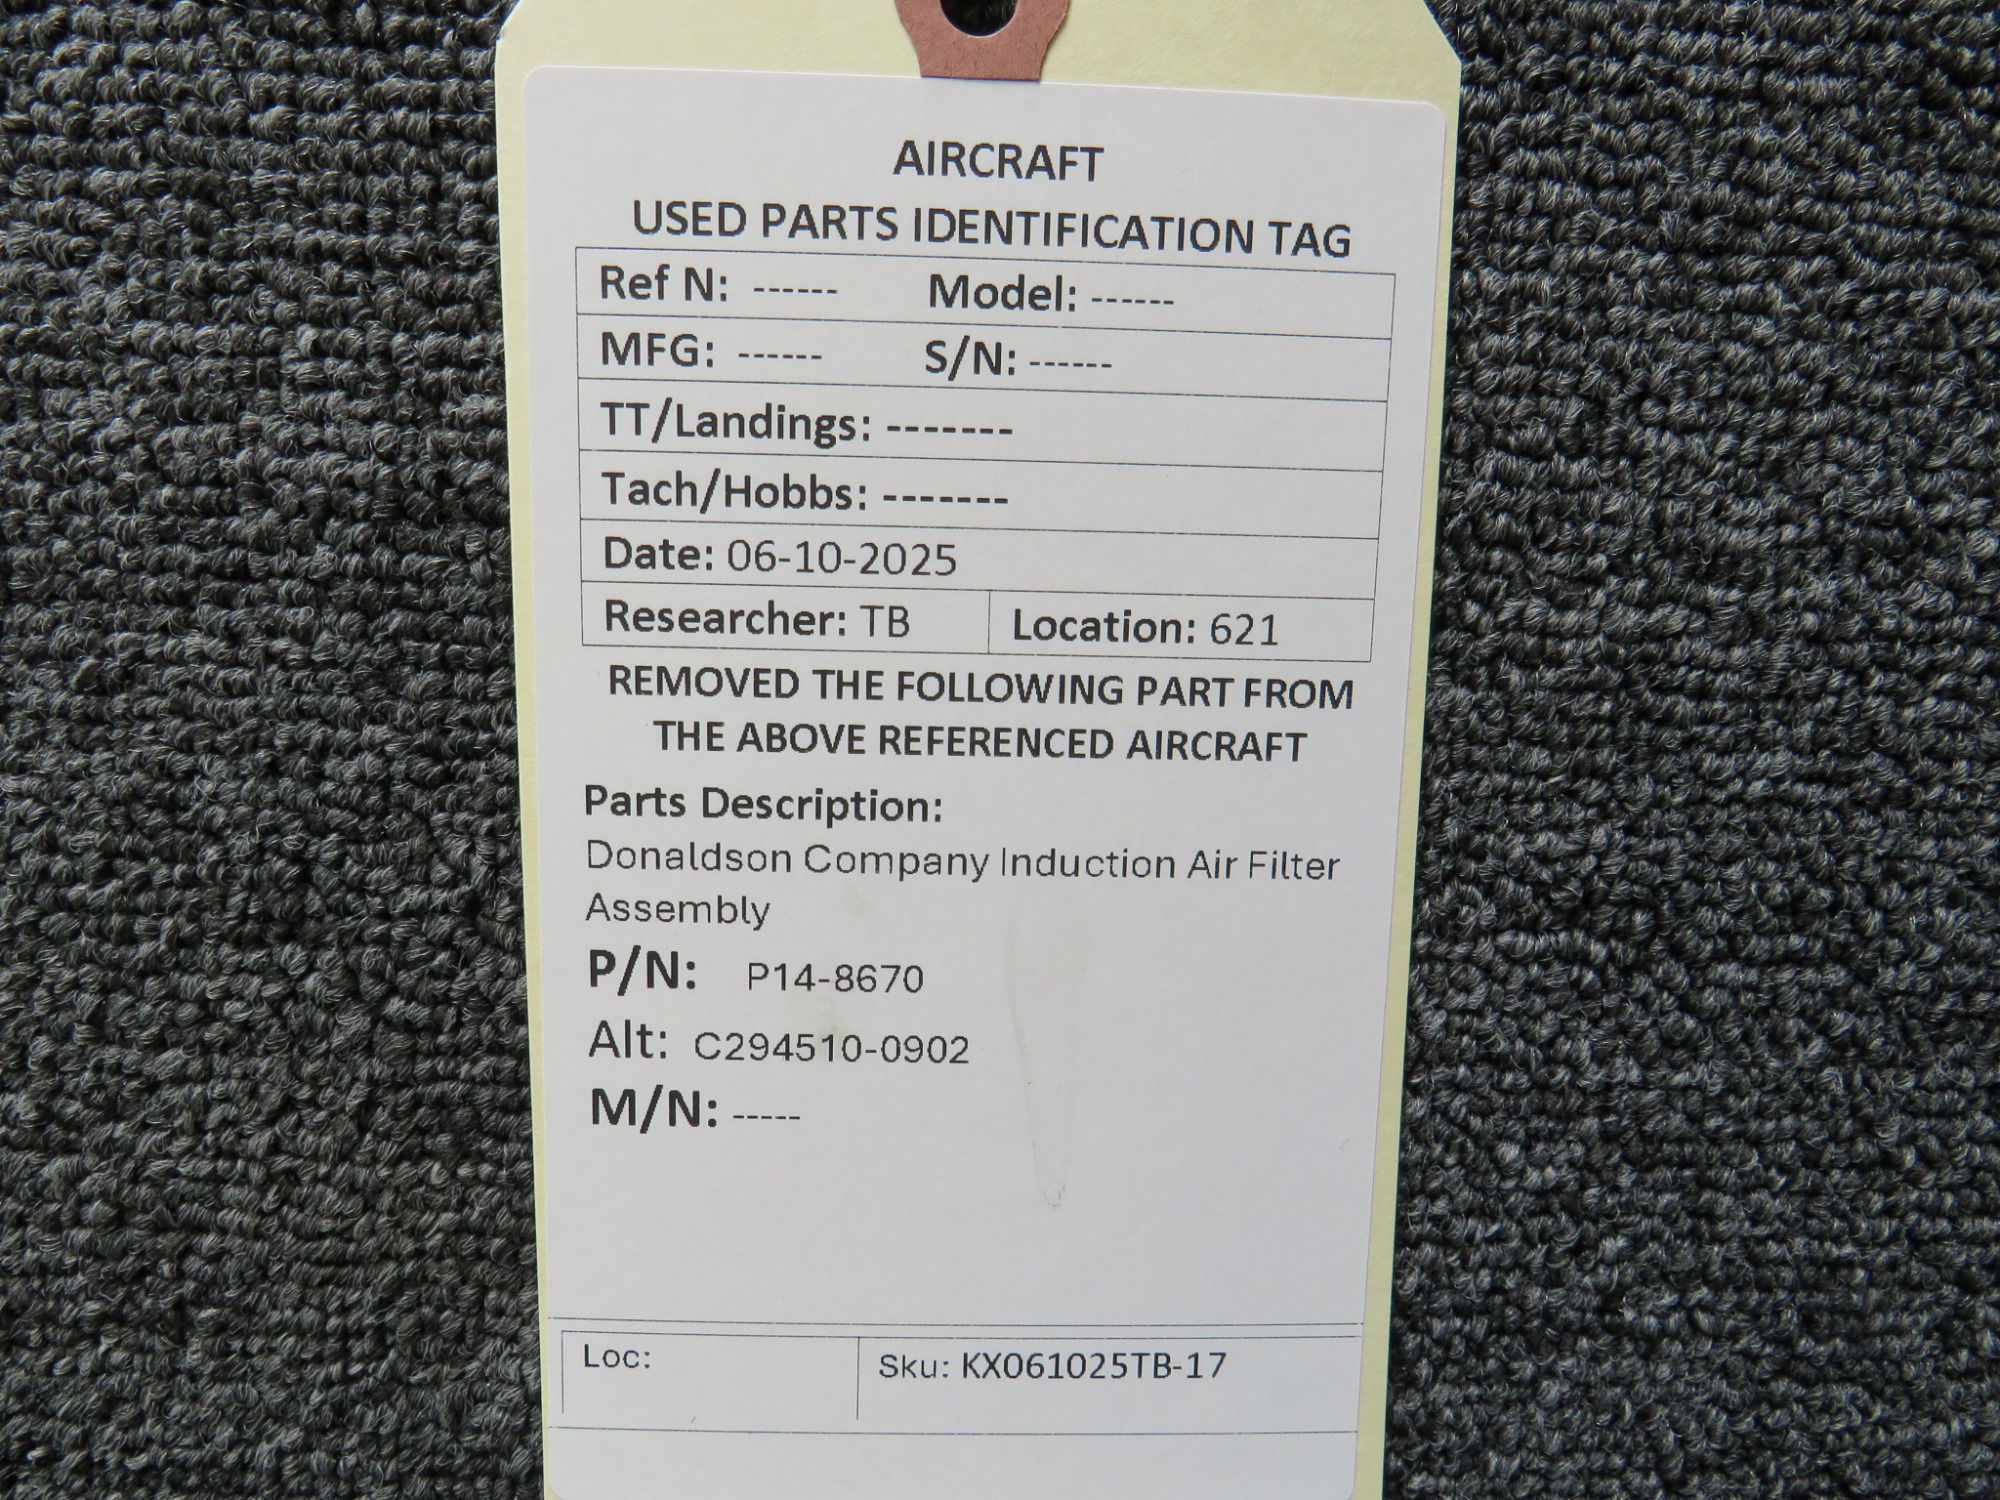 AIRCRAFT
USED PARTS IDENTIFICATION TAG
Ref N: ------ Model: ------
MFG: ------ S/N: ------
TT/Landings: -------
Tach/Hobbs: -------
Date: 06-10-2025
Researcher: TB Location: 621
REMOVED THE FOLLOWING PART FROM
THE ABOVE REFERENCED AIRCRAFT
Parts Description:
Donaldson Company Induction Air Filter
Assembly
P/N: P14-8670
Alt: C294510-0902
M/N: -----
Loc: Sku: KX061025TB-17